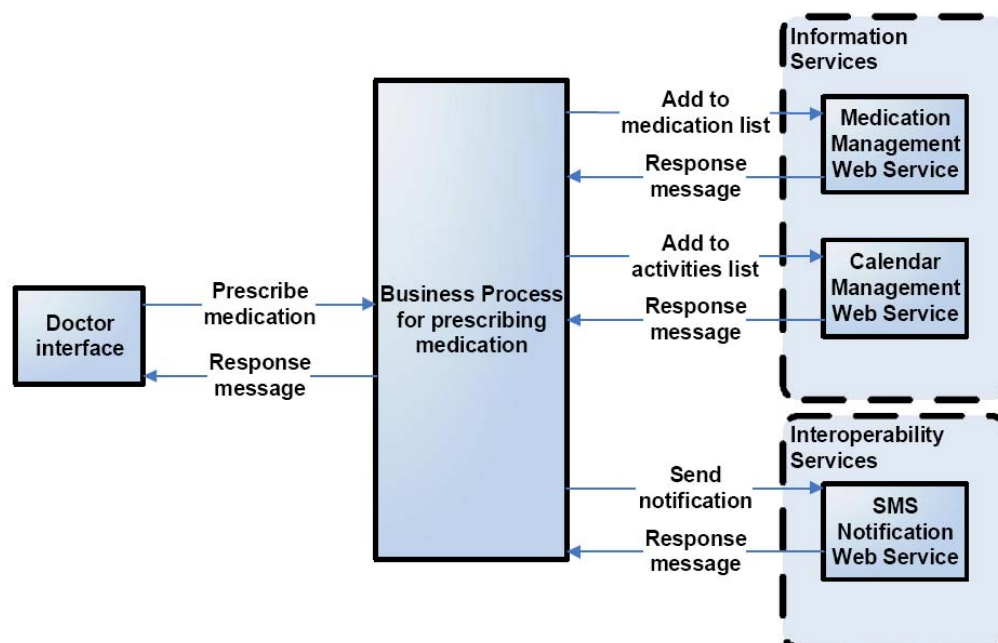 Information
Services
Add to
medication list
Medication
Management
Web Service
Response
message
Add to
activities list
Calendar
Management
Web Service
Response
message
Prescribe
medication
Business Process
for prescribing
medication
Doctor
interface
Response
message
Interoperability
Services
Send
notification
SMS
Notification
Web Service
Response
message